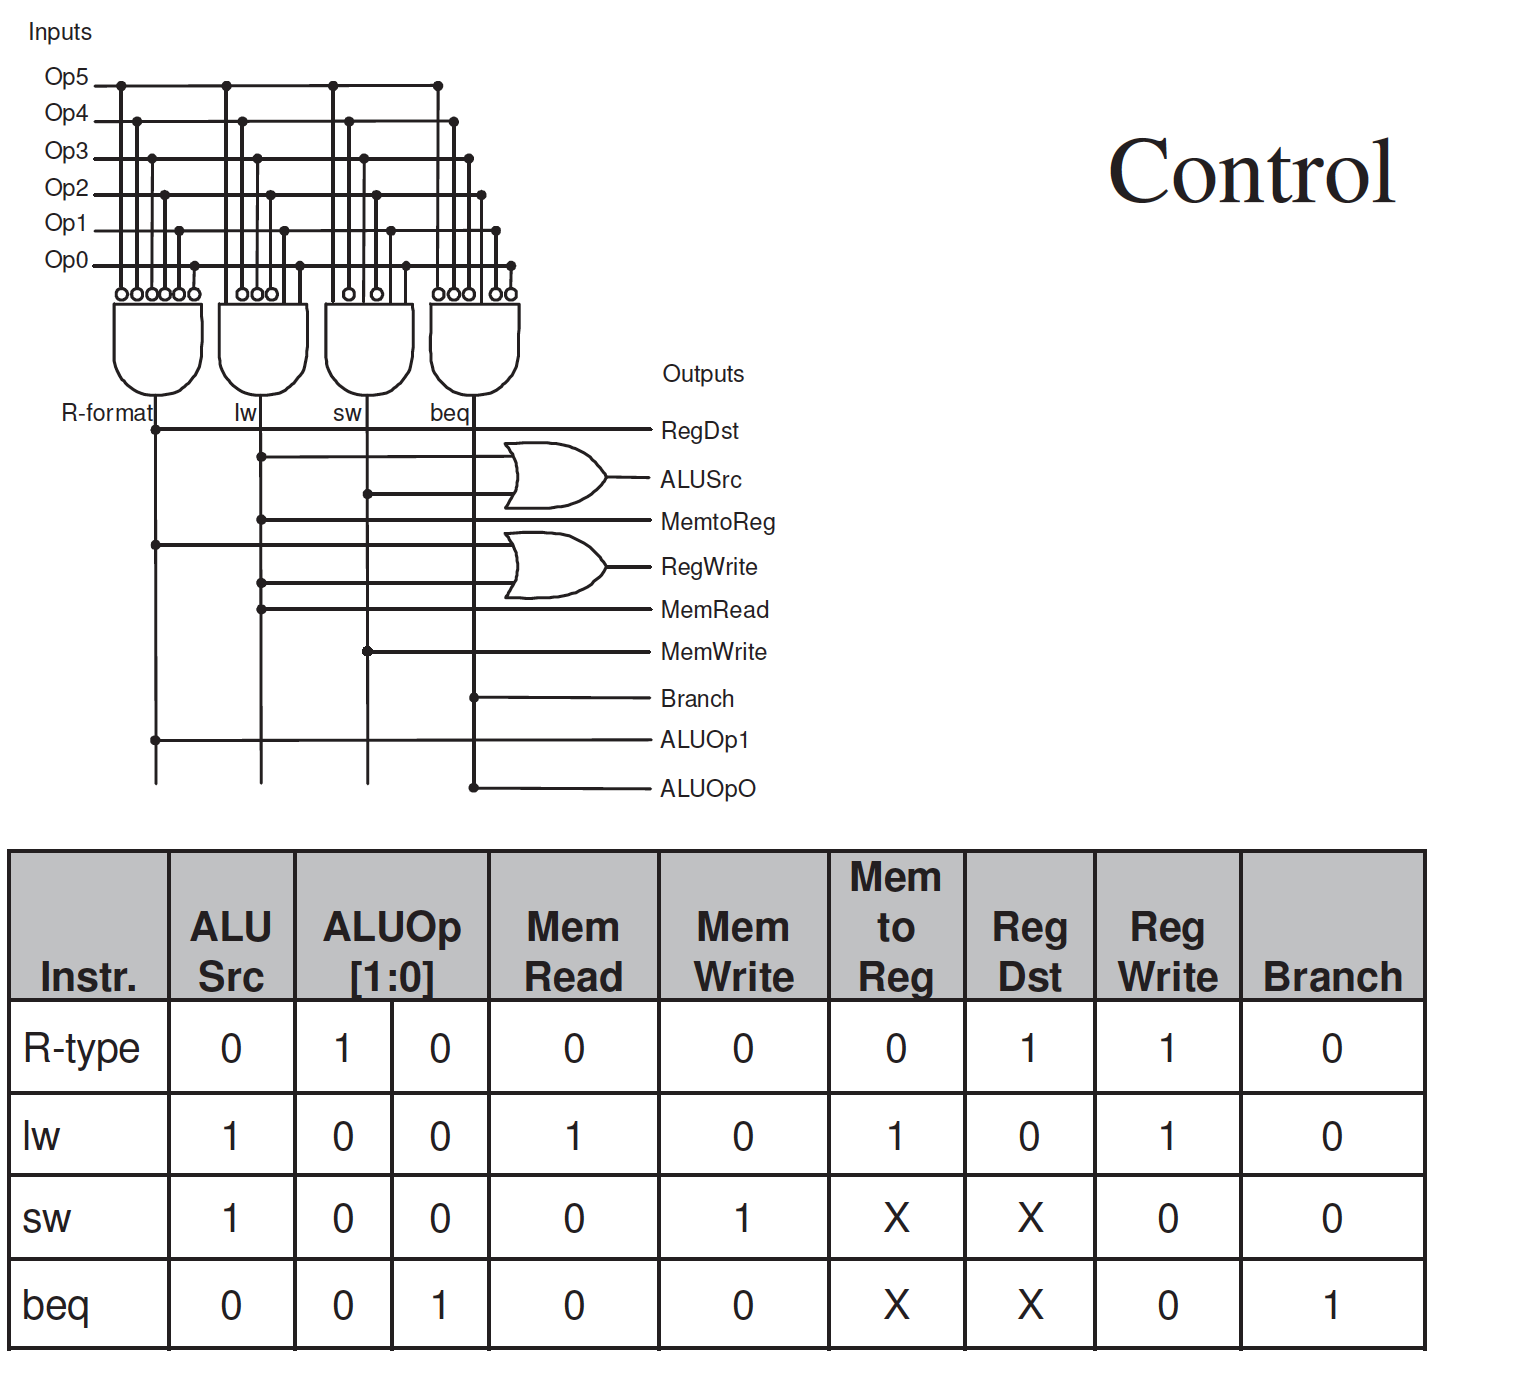 Inputs
Op5
Op4
Op3
Op2
Op1
Op0
Control
Outputs
R-format lw sw beq
RegDst
ALUSrc
MemtoReg
RegWrite
MemRead
MemWrite
Branch
ALUOp1
ALUOpO
Instr. ALU Src ALUOp [1:0] Mem Read Mem Write Mem to Reg Reg Dst Reg Write Branch
R-type 0 1 0 0 0 0 1 1 0
lw 1 0 0 1 0 1 0 1 0
sw 1 0 0 0 1 X X 0 0
beq 0 0 1 0 0 X X 0 1